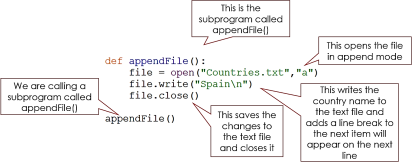 This is the
subprogram called
appendFile()
This opens the file
in append mode
def appendFile():
file = open("Countries.txt","a")
file.write("Spain\n")
file.close()
appendFile()
We are calling a
subprogram called
appendFile()
This saves the
changes to
the text file
and closes it
This writes the
country name to
the text file and
adds a line break to
the next item will
appear on the next
line